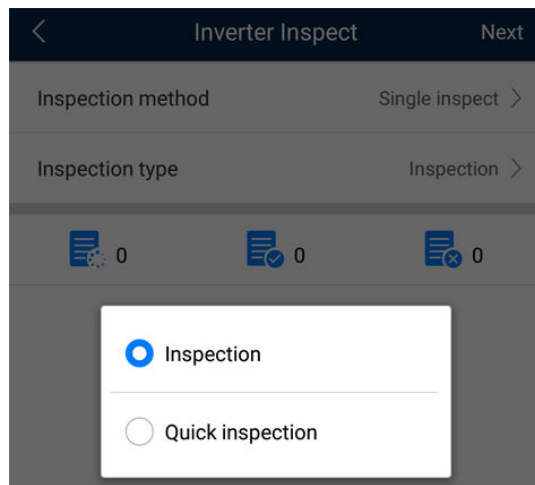 Inverter Inspect Next
Inspection method Single inspect
Inspection type Inspection
0 0 0
Inspection
Quick inspection